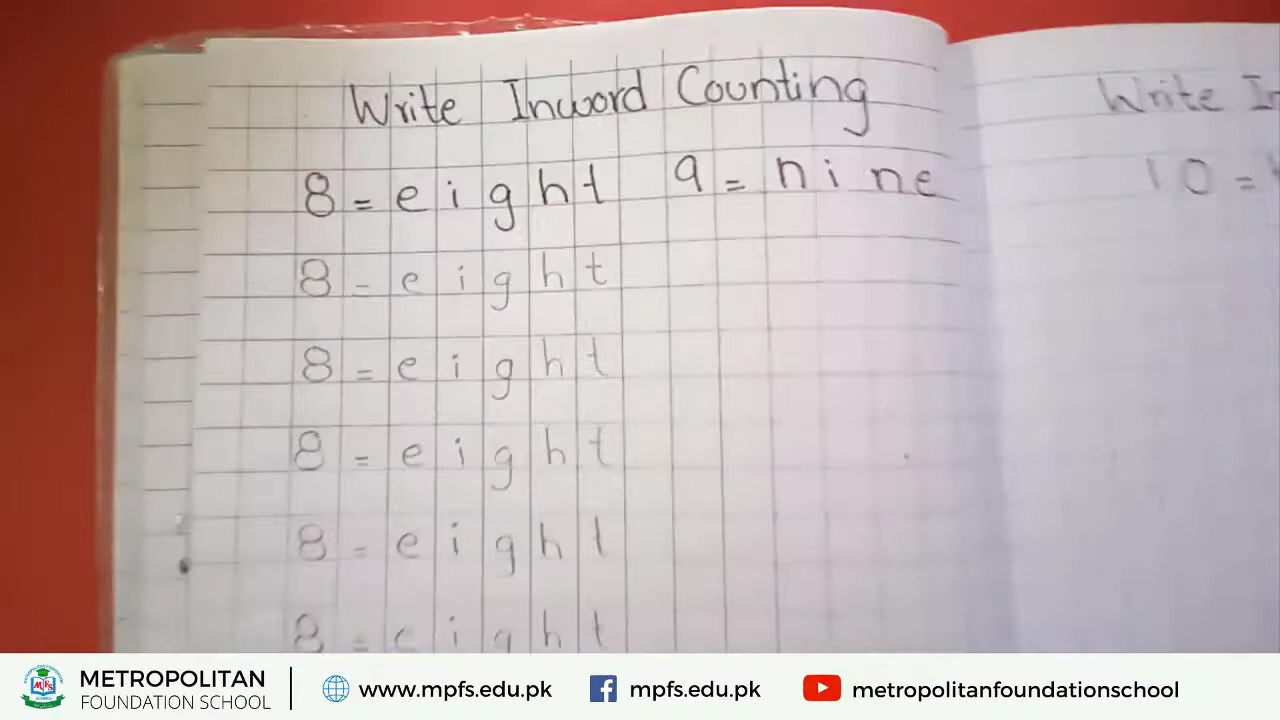 Write Inword Counting
8 = eight 9 = nine
8 = eight
8 = eight
8 = eight
8 = eight
8 = eight
Write In
10 =
METROPOLITAN
FOUNDATION SCHOOL
www.mpfs.edu.pk
mpfs.edu.pk
metropolitanfoundationschool